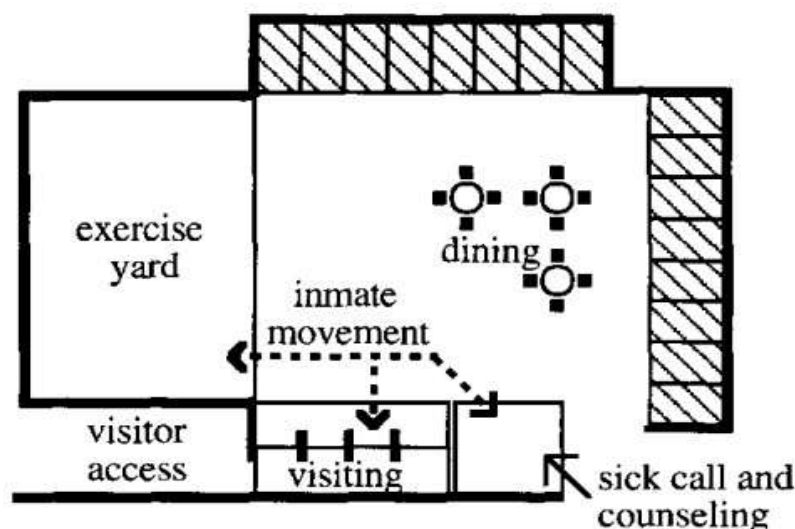 exercise
yard
dining
inmate
movement
visitor
access
visiting
sick call and
counseling